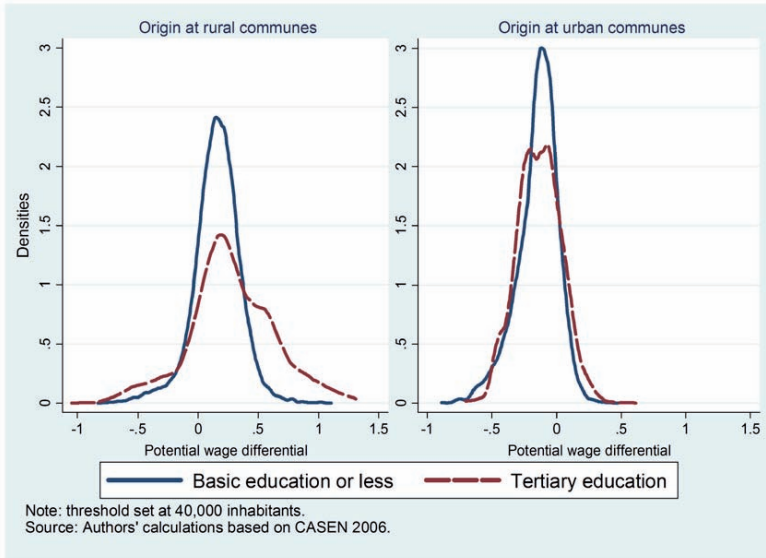 Origin at rural communes
Origin at urban communes
Densities
3
2.5
2
1.5
1
.5
0
-1 -.5 0 .5 1 1.5
Potential wage differential
3
2.5
2
1.5
1
.5
0
-1 -.5 0 .5 1 1.5
Potential wage differential
Basic education or less
Tertiary education
Note: threshold set at 40,000 inhabitants.
Source: Authors' calculations based on CASEN 2006.